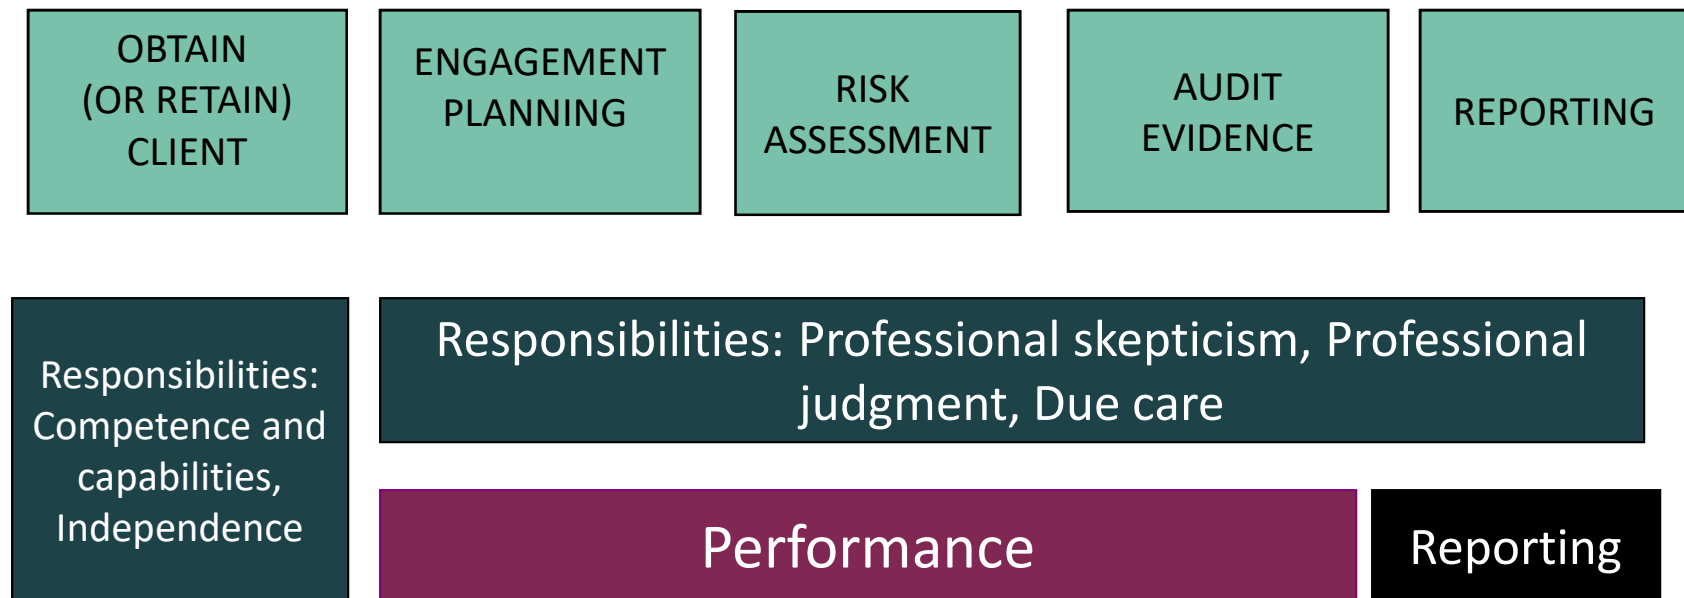 OBTAIN
(OR RETAIN)
CLIENT
ENGAGEMENT
PLANNING
RISK
ASSESSMENT
AUDIT
EVIDENCE
REPORTING
Responsibilities:
Competence and
capabilities,
Independence
Responsibilities: Professional skepticism, Professional
judgment, Due care
Performance
Reporting